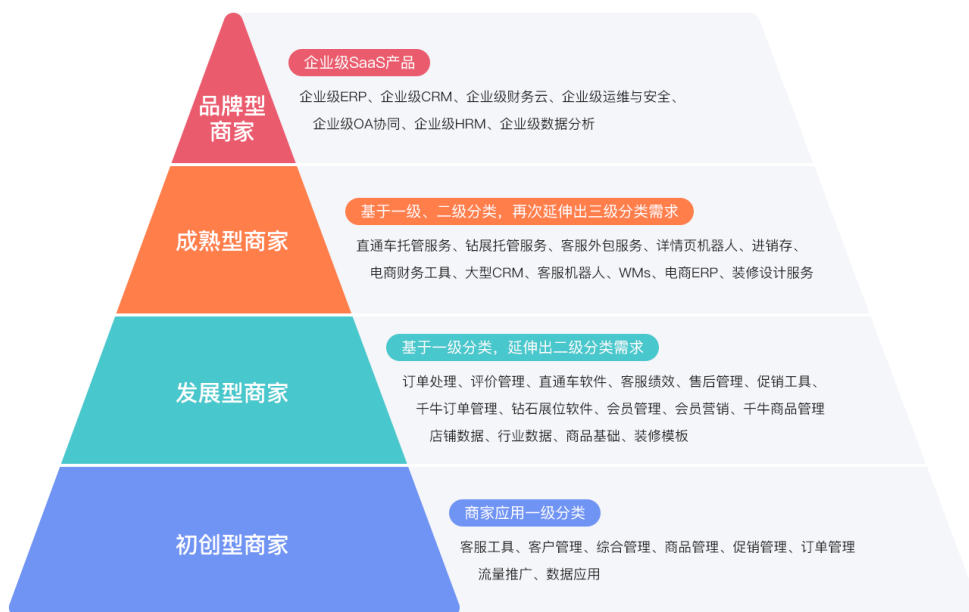 企业级SaaS产品
品牌型
商家
企业级ERP、企业级CRM、企业级财务云、企业级运维与安全、
企业级OA协同、企业级HRM、企业级数据分析
基于一级、二级分类，再次延伸出三级分类需求
成熟型商家
直通车托管服务、钻展托管服务、客服外包服务、详情页机器人、进销存、
电商财务工具、大型CRM、客服机器人、WMs、电商ERP、装修设计服务
基于一级分类，延伸出二级分类需求
发展型商家
订单处理、评价管理、直通车软件、客服绩效、售后管理、促销工具、
千牛订单管理、钻石展位软件、会员管理、会员营销、千牛商品管理
店铺数据、行业数据、商品基础、装修模板
商家应用一级分类
初创型商家
客服工具、客户管理、综合管理、商品管理、促销管理、订单管理
流量推广、数据应用